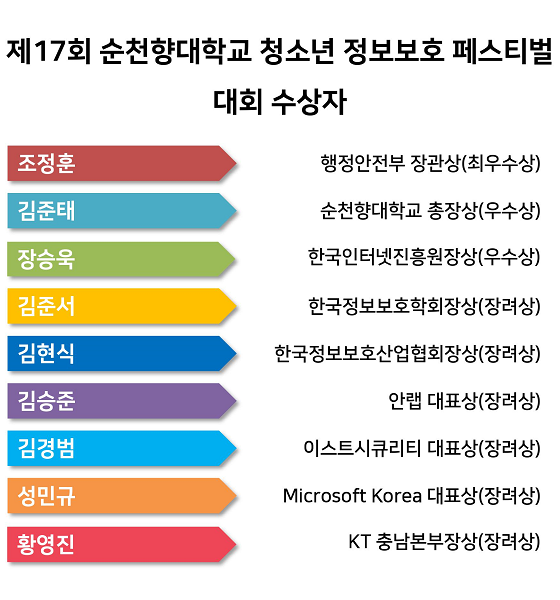 제17회 순천향대학교 청소년 정보보호 페스티벌
대회 수상자
조정훈 행정안전부 장관상(최우수상)
김준태 순천향대학교 총장상(우수상)
장승욱 한국인터넷진흥원장상(우수상)
김준서 한국정보보호학회장상(장려상)
김현식 한국정보보호산업협회장상(장려상)
김승준 안랩 대표상(장려상)
김경범 이스트시큐리티 대표상(장려상)
성민규 Microsoft Korea 대표상(장려상)
황영진 KT 충남본부장상(장려상)